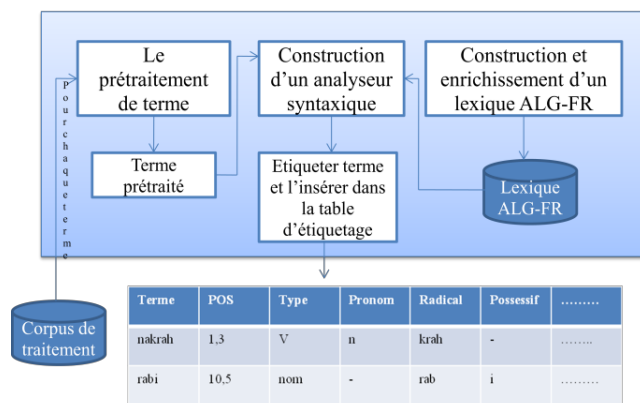 Le
prétraitement
de terme
Construction
d'un analyseur
syntaxique
Construction et
enrichissement d'un
lexique ALG-FR
Pour chaque terme
Terme
prétraité
Etiqueter terme
et l'insérer dans
la table
d'étiquetage
Lexique
ALG-FR
Corpus de
traitement
Terme POS Type Pronom Radical Possessif ………
nakrah 1,3 V n krah - ……..
rabi 10,5 nom - rab i ………